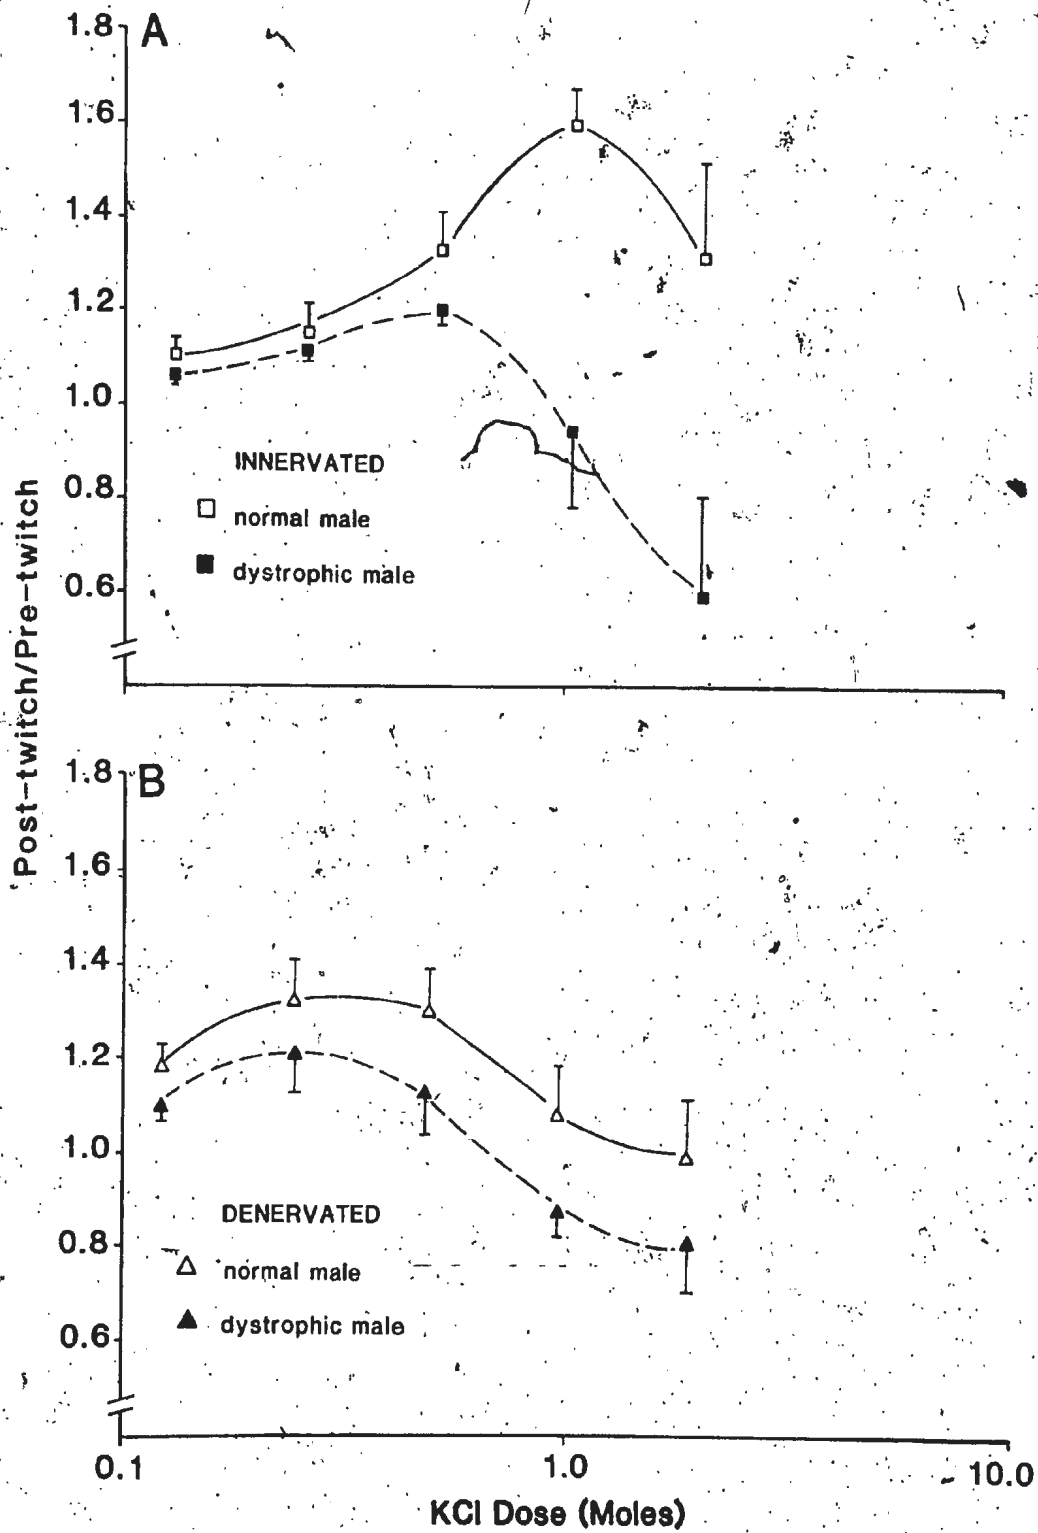 A
1.8
1.6
1.4
1.2
1.0
0.8
0.6
INNERVATED
normal male
dystrophic male
Post-twitch/Pre-twitch
B
1.8
1.6
1.4
1.2
1.0
0.8
0.6
DENERVATED
normal male
dystrophic male
0.1
1.0
10.0
KCl Dose (Moles)